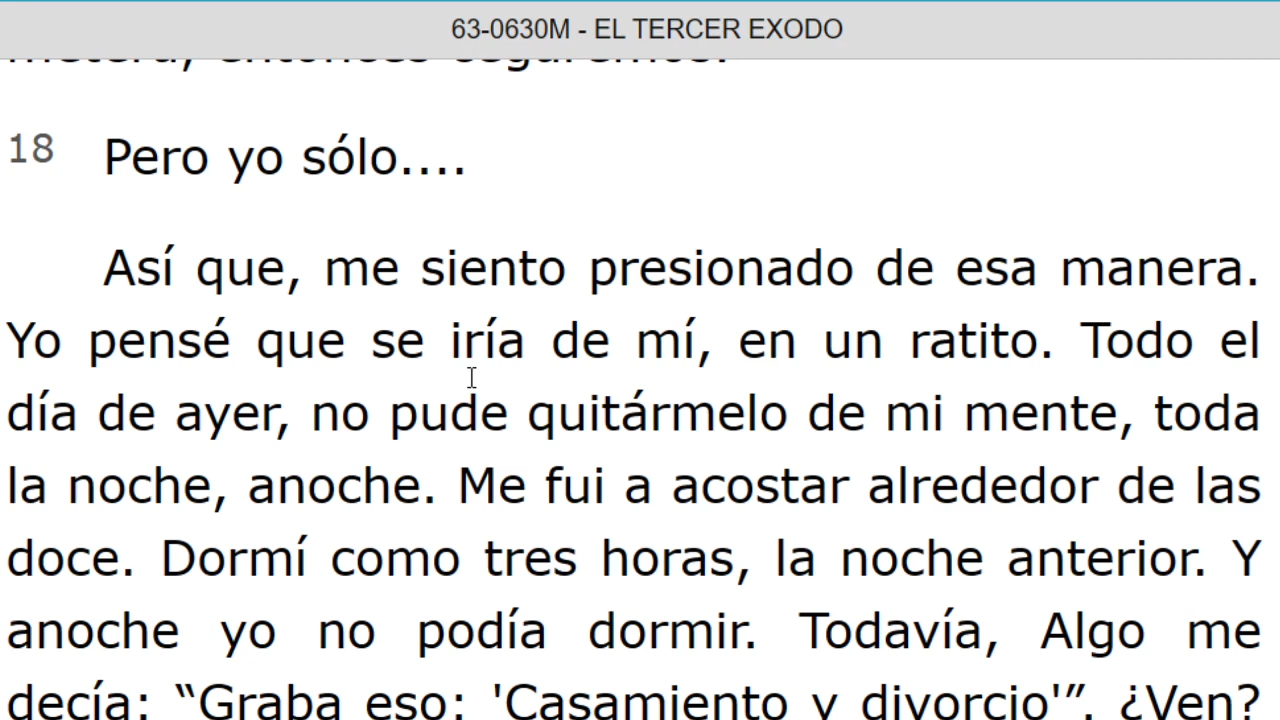 63-0630M - EL TERCER EXODO
18 Pero yo sólo....
Así que, me siento presionado de esa manera.
Yo pensé que se iría de mí, en un ratito. Todo el
día de ayer, no pude quitármelo de mi mente, toda
la noche, anoche. Me fui a acostar alrededor de las
doce. Dormí como tres horas, la noche anterior. Y
anoche yo no podía dormir. Todavía, Algo me
decía: “Graba eso: 'Casamiento y divorcio'”. ¿Ven?